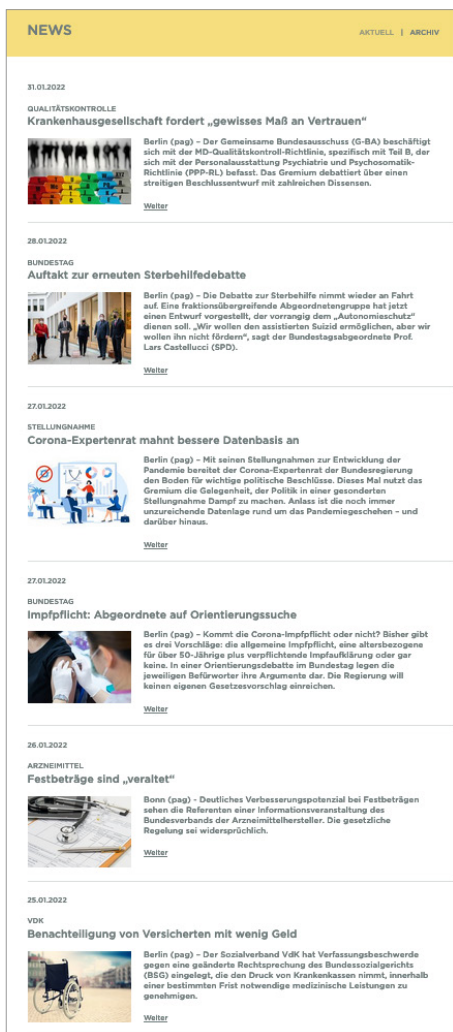 NEWS
AKTUELL | ARCHIV
31.01.2022
QUALITÄTSKONTROLLE
Krankenhausgesellschaft fordert „gewisses Maß an Vertrauen“
Berlin (pag) – Der Gemeinsame Bundesausschuss (G-BA) beschäftigt
sich mit der MD-Qualitätskontroll-Richtlinie, spezifisch mit Teil B, der
sich mit der Personalausstattung Psychiatrie und Psychosomatik-
Richtlinie (PPP-RL) befasst. Das Gremium debattiert über einen
streitigen Beschlussentwurf mit zahlreichen Dissensen.
Weiter
28.01.2022
BUNDESTAG
Auftakt zur erneuten Sterbehilfedebatte
Berlin (pag) – Die Debatte zur Sterbehilfe nimmt wieder an Fahrt
auf. Eine fraktionsübergreifende Abgeordnetengruppe hat jetzt
einen Entwurf vorgestellt, der vorrangig dem „Autonomieschutz“
dienen soll. „Wir wollen den assistierten Suizid ermöglichen, aber wir
wollen ihn nicht fördern“, sagt der Bundestagsabgeordnete Prof.
Lars Castellucci (SPD).
Weiter
27.01.2022
STELLUNGNAHME
Corona-Expertenrat mahnt bessere Datenbasis an
Berlin (pag) – Mit seinen Stellungnahmen zur Entwicklung der
Pandemie bereitet der Corona-Expertenrat der Bundesregierung
den Boden für wichtige politische Beschlüsse. Dieses Mal nutzt das
Gremium die Gelegenheit, der Politik in einer gesonderten
Stellungnahme Dampf zu machen. Anlass ist die noch immer
unzureichende Datenlage rund um das Pandemiegeschehen – und
darüber hinaus.
Weiter
27.01.2022
BUNDESTAG
Impfpflicht: Abgeordnete auf Orientierungssuche
Berlin (pag) – Kommt die Corona-Impfpflicht oder nicht? Bisher gibt
es drei Vorschläge: die allgemeine Impfpflicht, eine altersbezogene
für über 50-Jährige plus verpflichtende Impfaufklärung oder gar
keine. In einer Orientierungsdebatte im Bundestag legen die
jeweiligen Befürworter ihre Argumente dar. Die Regierung will
keinen eigenen Gesetzesvorschlag einreichen.
Weiter
26.01.2022
ARZNEIMITTEL
Festbeträge sind „veraltet“
Bonn (pag) - Deutliches Verbesserungspotenzial bei Festbeträgen
sehen die Referenten einer Informationsveranstaltung des
Bundesverbands der Arzneimittelhersteller. Die gesetzliche
Regelung sei widersprüchlich.
Weiter
25.01.2022
VDK
Benachteiligung von Versicherten mit wenig Geld
Berlin (pag) – Der Sozialverband VdK hat Verfassungsbeschwerde
gegen eine geänderte Rechtsprechung des Bundessozialgerichts
(BSG) eingelegt, die den Druck von Krankenkassen nimmt, innerhalb
einer bestimmten Frist notwendige medizinische Leistungen zu
genehmigen.
Weiter